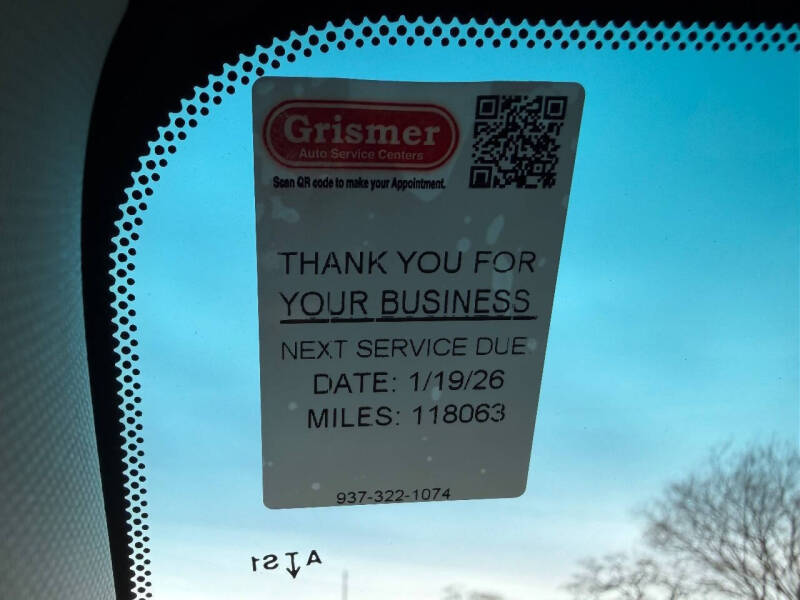 Grismer
Auto Service Centers
Scan QR code to make your Appointment.
THANK YOU FOR
YOUR BUSINESS
NEXT SERVICE DUE
DATE: 1/19/26
MILES: 118063
937-322-1074
AS1